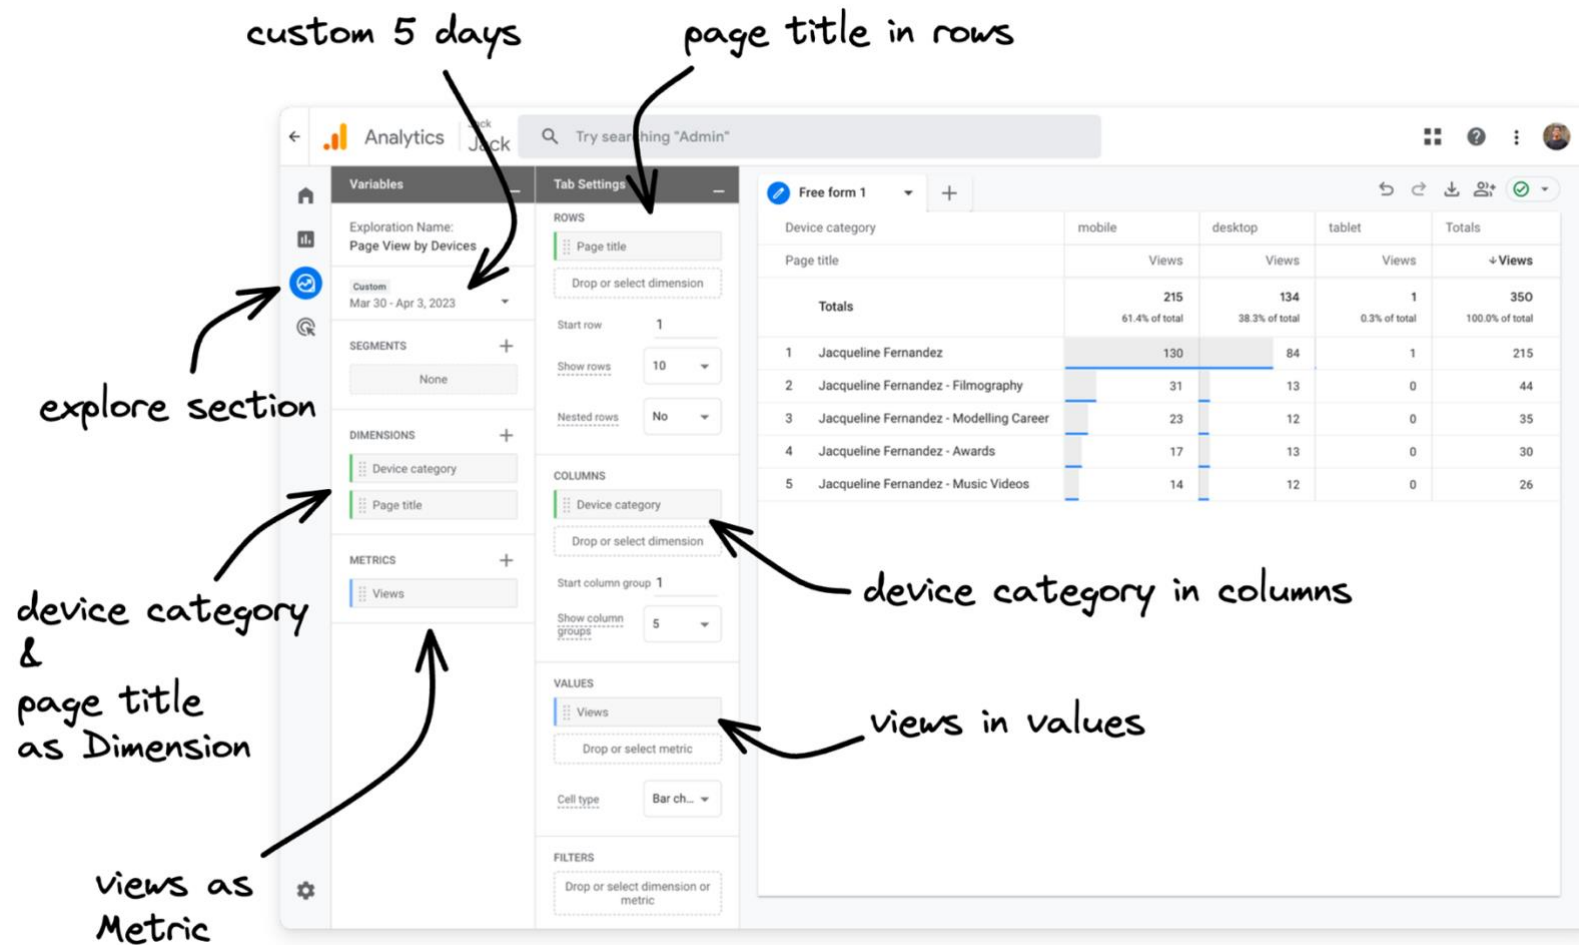 custom 5 days
page title in rows
Analytics
Jack
Jack
Try searching "Admin"
Variables
Exploration Name:
Page View by Devices
Custom
Mar 30 - Apr 3, 2023
SEGMENTS
None
DIMENSIONS
Device category
Page title
METRICS
Views
Tab Settings
ROWS
Page title
Drop or select dimension
Start row 1
Show rows 10
Nested rows No
COLUMNS
Device category
Drop or select dimension
Start column group 1
Show column
groups 5
VALUES
Views
Drop or select metric
Cell type Bar ch...
FILTERS
Drop or select dimension or
metric
Free form 1
Device category mobile desktop tablet Totals
Page title Views Views Views Views
Totals 215 134 1 350
61.4% of total 38.3% of total 0.3% of total 100.0% of total
1 Jacqueline Fernandez 130 84 1 215
2 Jacqueline Fernandez - Filmography 31 13 0 44
3 Jacqueline Fernandez - Modelling Career 23 12 0 35
4 Jacqueline Fernandez - Awards 17 13 0 30
5 Jacqueline Fernandez - Music Videos 14 12 0 26
explore section
device category
&
page title
as Dimension
views as
Metric
device category in columns
views in values